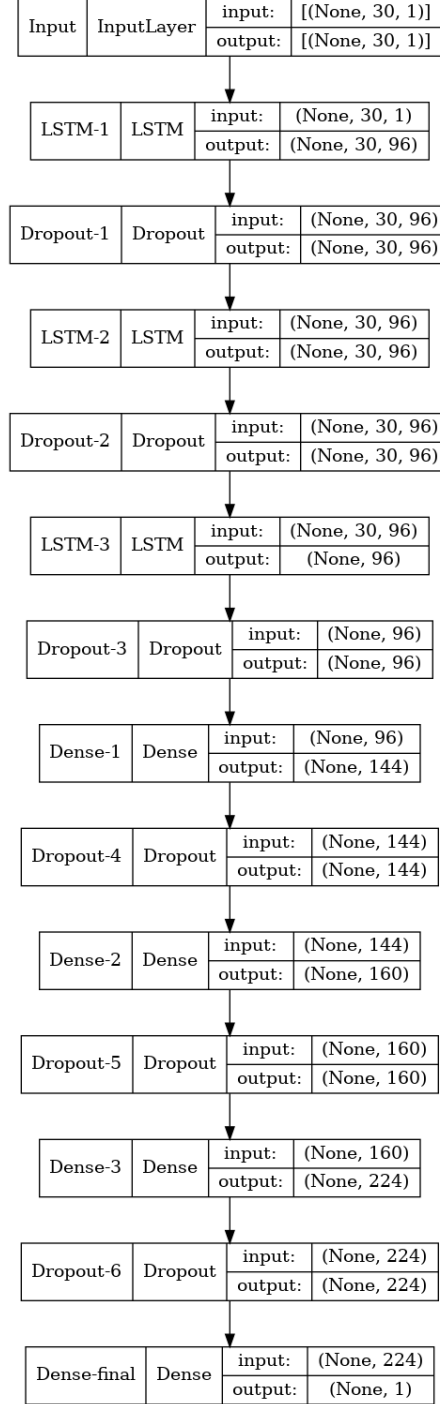 Input InputLayer input: [(None, 30, 1)]
output: [(None, 30, 1)]
LSTM-1 LSTM input: (None, 30, 1)
output: (None, 30, 96)
Dropout-1 Dropout input: (None, 30, 96)
output: (None, 30, 96)
LSTM-2 LSTM input: (None, 30, 96)
output: (None, 30, 96)
Dropout-2 Dropout input: (None, 30, 96)
output: (None, 30, 96)
LSTM-3 LSTM input: (None, 30, 96)
output: (None, 96)
Dropout-3 Dropout input: (None, 96)
output: (None, 96)
Dense-1 Dense input: (None, 96)
output: (None, 144)
Dropout-4 Dropout input: (None, 144)
output: (None, 144)
Dense-2 Dense input: (None, 144)
output: (None, 160)
Dropout-5 Dropout input: (None, 160)
output: (None, 160)
Dense-3 Dense input: (None, 160)
output: (None, 224)
Dropout-6 Dropout input: (None, 224)
output: (None, 224)
Dense-final Dense input: (None, 224)
output: (None, 1)